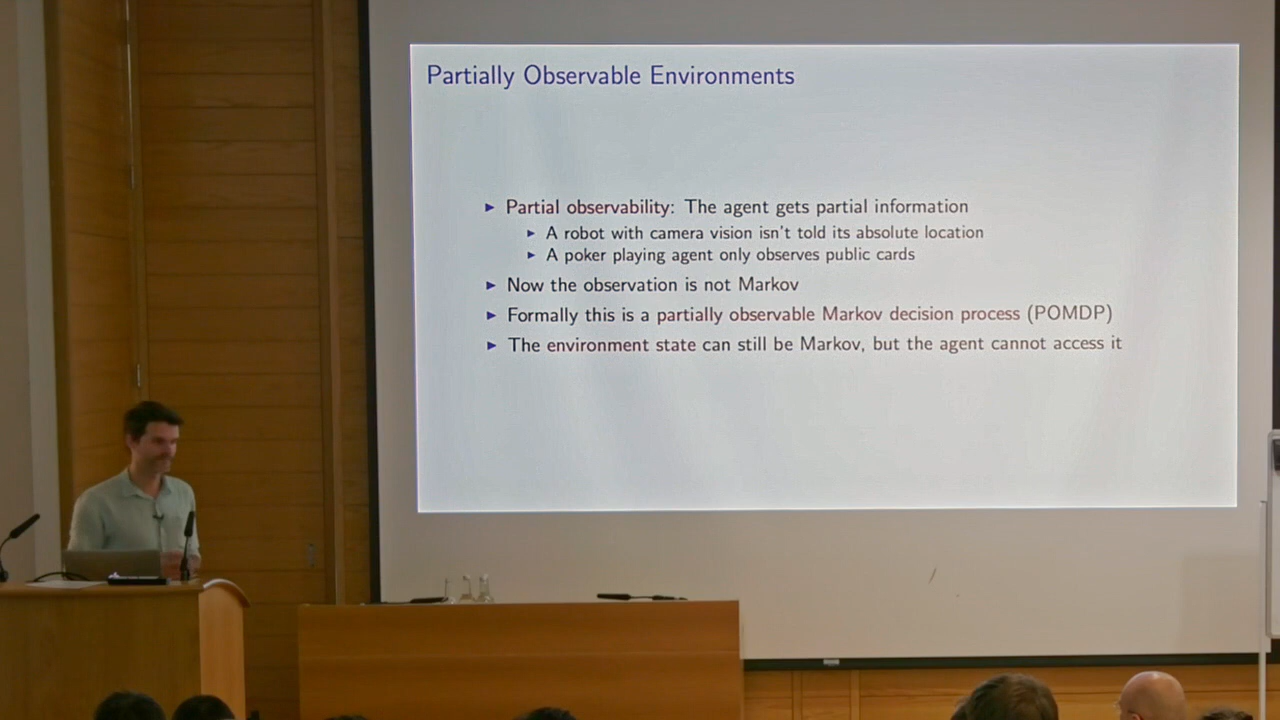 Partially Observable Environments
► Partial observability: The agent gets partial information
► A robot with camera vision isn't told its absolute location
► A poker playing agent only observes public cards
► Now the observation is not Markov
► Formally this is a partially observable Markov decision process (POMDP)
► The environment state can still be Markov, but the agent cannot access it